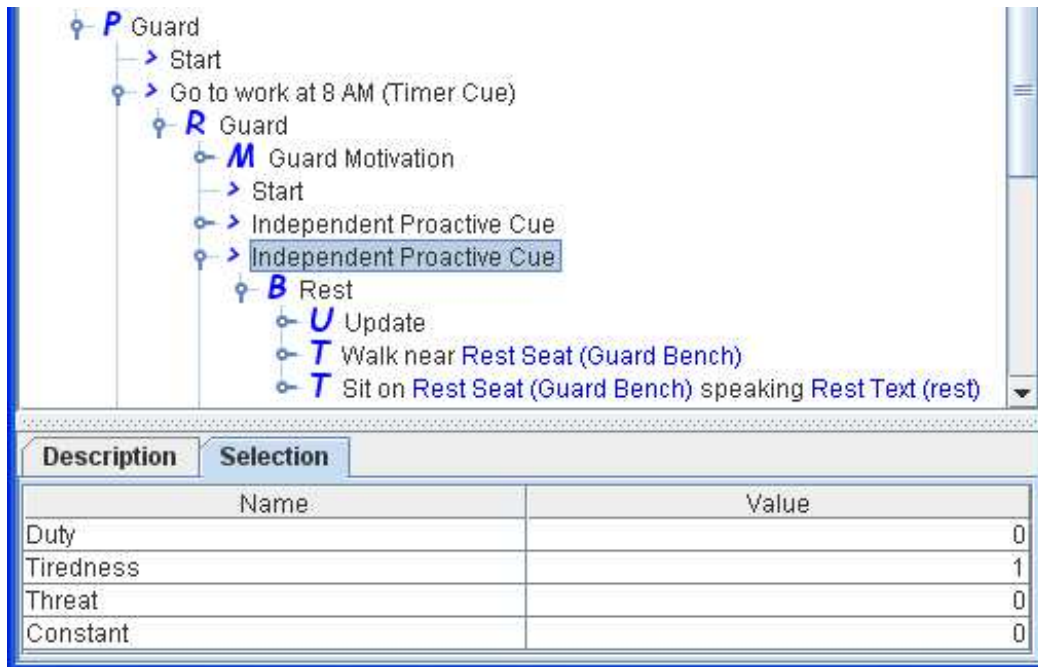 P Guard
> Start
> Go to work at 8 AM (Timer Cue)
R Guard
M Guard Motivation
> Start
> Independent Proactive Cue
> Independent Proactive Cue
B Rest
U Update
T Walk near Rest Seat (Guard Bench)
T Sit on Rest Seat (Guard Bench) speaking Rest Text (rest)
Description Selection
Name Value
Duty 0
Tiredness 1
Threat 0
Constant 0